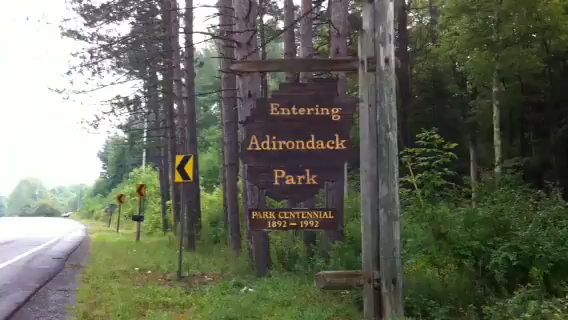 Entering
Adirondack
Park
PARK CENTENNIAL
1892 - 1992